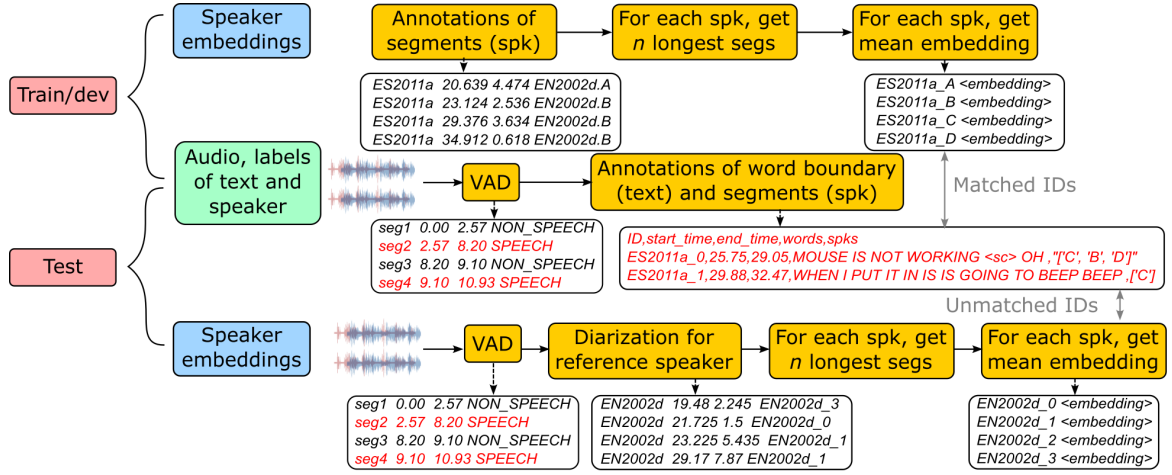 Speaker
embeddings
Annotations of
segments (spk)
For each spk, get
n longest segs
For each spk, get
mean embedding
Train/dev
ES2011a 20.639 4.474 EN2002d.A
ES2011a 23.124 2.536 EN2002d.B
ES2011a 29.376 3.634 EN2002d.B
ES2011a 34.912 0.618 EN2002d.B
ES2011a_A <embedding>
ES2011a_B <embedding>
ES2011a_C <embedding>
ES2011a_D <embedding>
Audio, labels
of text and
speaker
VAD
Annotations of word boundary
(text) and segments (spk)
Matched IDs
seg1 0.00 2.57 NON_SPEECH
seg2 2.57 8.20 SPEECH
seg3 8.20 9.10 NON_SPEECH
seg4 9.10 10.93 SPEECH
ID,start_time,end_time,words,spks
ES2011a_0,25.75,29.05,MOUSE IS NOT WORKING <sc> OH ,"['C', 'B', 'D']"
ES2011a_1,29.88,32.47,WHEN I PUT IT IN IS IS GOING TO BEEP BEEP ,['C']
Test
Unmatched IDs
Speaker
embeddings
VAD
Diarization for
reference speaker
For each spk, get
n longest segs
For each spk, get
mean embedding
seg1 0.00 2.57 NON_SPEECH
seg2 2.57 8.20 SPEECH
seg3 8.20 9.10 NON_SPEECH
seg4 9.10 10.93 SPEECH
EN2002d 19.48 2.245 EN2002d_3
EN2002d 21.725 1.5 EN2002d_0
EN2002d 23.225 5.435 EN2002d_1
EN2002d 29.17 7.87 EN2002d_1
EN2002d_0 <embedding>
EN2002d_1 <embedding>
EN2002d_2 <embedding>
EN2002d_3 <embedding>